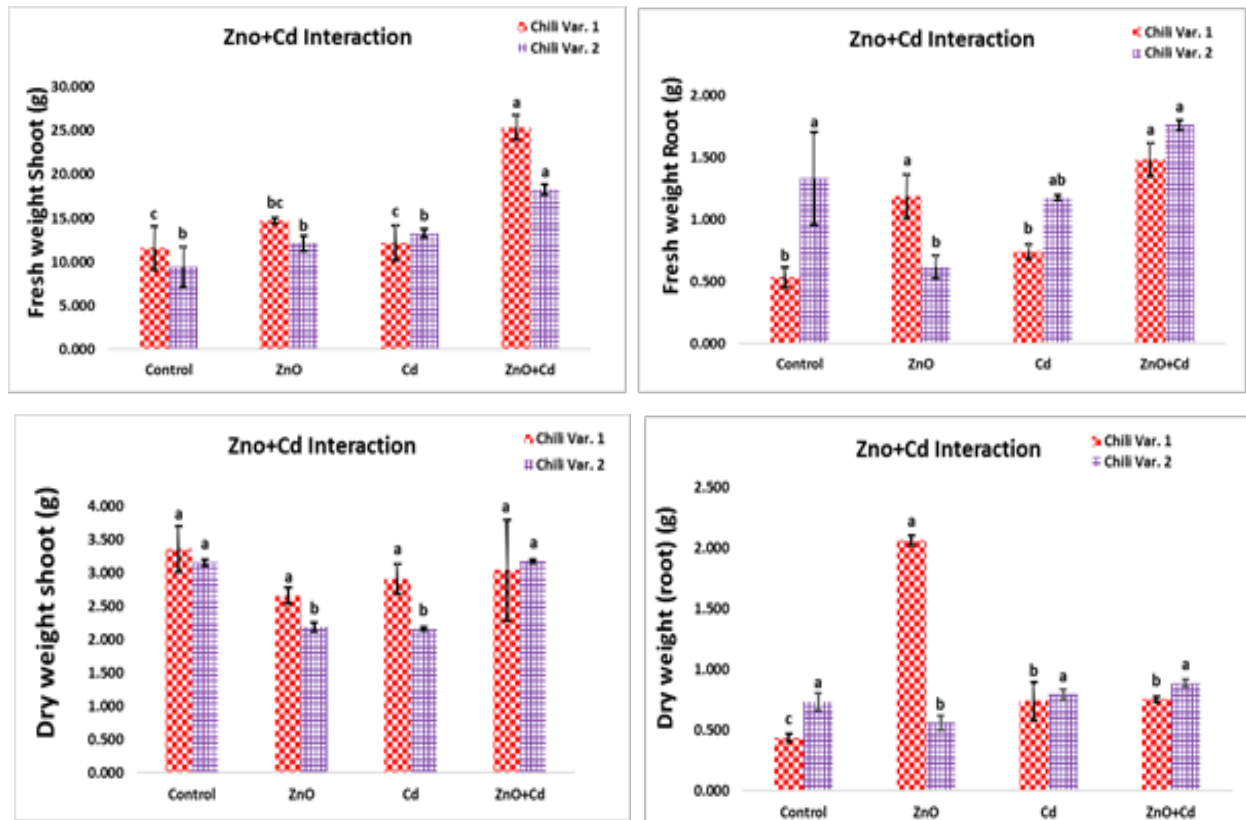 Zno+Cd Interaction
Chili Var. 1
Chili Var. 2
Fresh weight Shoot (g)
30.000
25.000
20.000
15.000
10.000
5.000
0.000
c
b
bc
b
c
b
a
a
Control
ZnO
Cd
ZnO+Cd
Zno+Cd Interaction
Chili Var. 1
Chili Var. 2
Fresh weight Root (g)
2.000
1.500
1.000
0.500
0.000
b
a
a
b
b
ab
a
a
Control
ZnO
Cd
ZnO+Cd
Zno+Cd Interaction
Chili Var. 1
Chili Var. 2
Dry weight shoot (g)
4.000
3.500
3.000
2.500
2.000
1.500
1.000
0.500
0.000
a
a
a
b
a
b
a
a
Control
ZnO
Cd
ZnO+Cd
Zno+Cd Interaction
Chili Var. 1
Chili Var. 2
Dry weight (root) (g)
2.500
2.000
1.500
1.000
0.500
0.000
c
a
a
b
b
a
b
a
Control
ZnO
Cd
ZnO+Cd